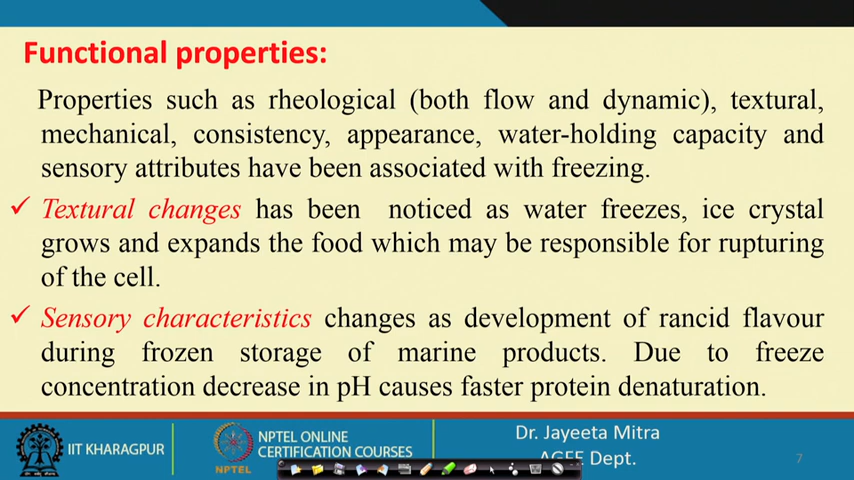 Functional properties:
Properties such as rheological (both flow and dynamic), textural,
mechanical, consistency, appearance, water-holding capacity and
sensory attributes have been associated with freezing.
✓ Textural changes has been noticed as water freezes, ice crystal
grows and expands the food which may be responsible for rupturing
of the cell.
✓ Sensory characteristics changes as development of rancid flavour
during frozen storage of marine products. Due to freeze
concentration decrease in pH causes faster protein denaturation.
IIT KHARAGPUR
NPTEL
NPTEL ONLINE
CERTIFICATION COURSES
Dr. Jayeeta Mitra
AGFE Dept.
7